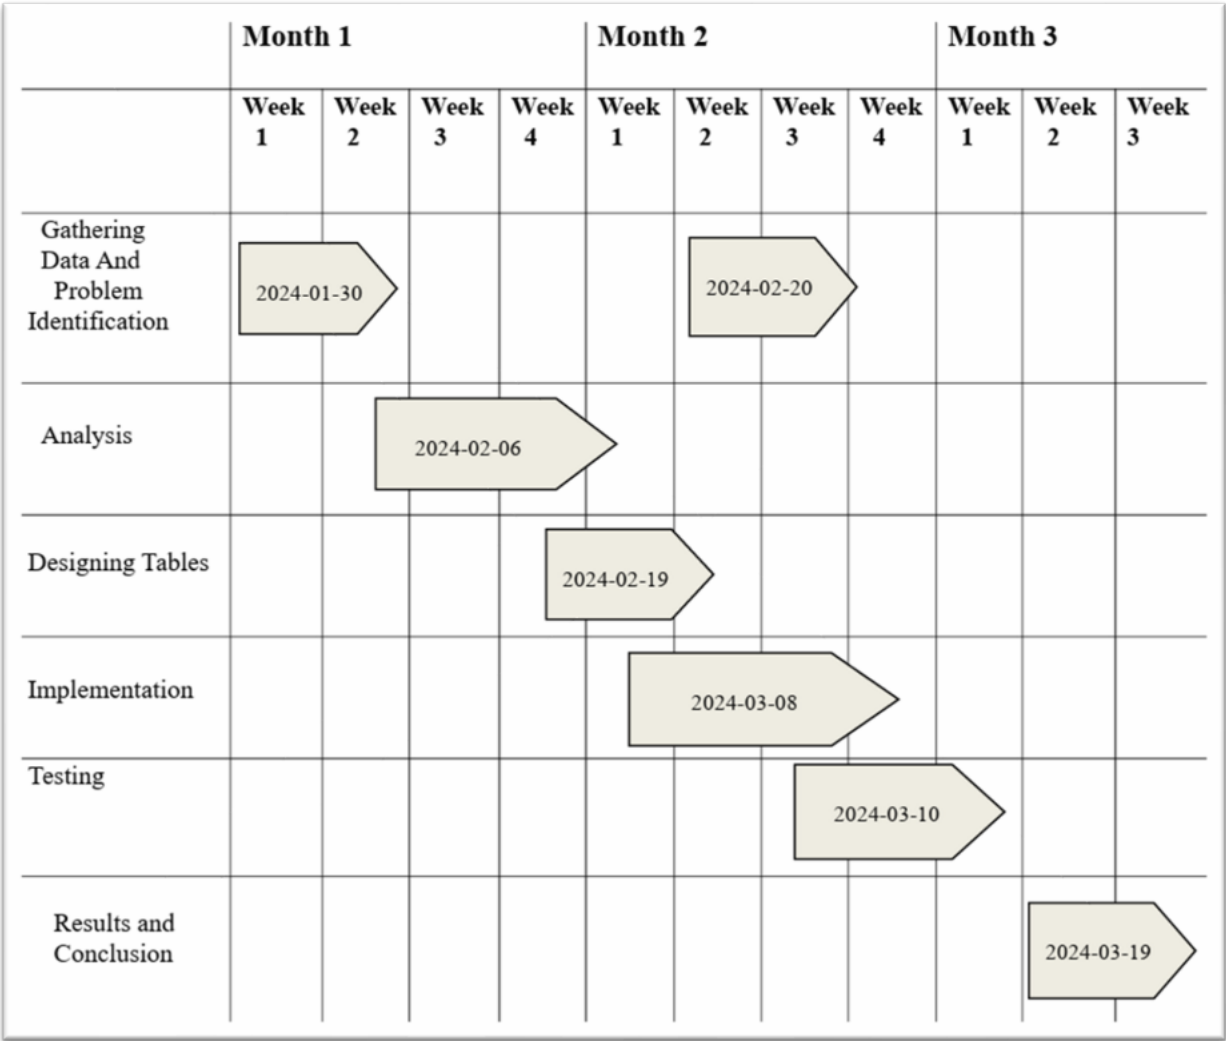 Month 1 Month 2 Month 3
Week Week Week Week Week Week Week Week Week Week Week
1 2 3 4 1 2 3 4 1 2 3
Gathering
Data And
Problem
Identification
2024-01-30 2024-02-20
Analysis 2024-02-06
Designing Tables 2024-02-19
Implementation 2024-03-08
Testing
2024-03-10
Results and
Conclusion
2024-03-19